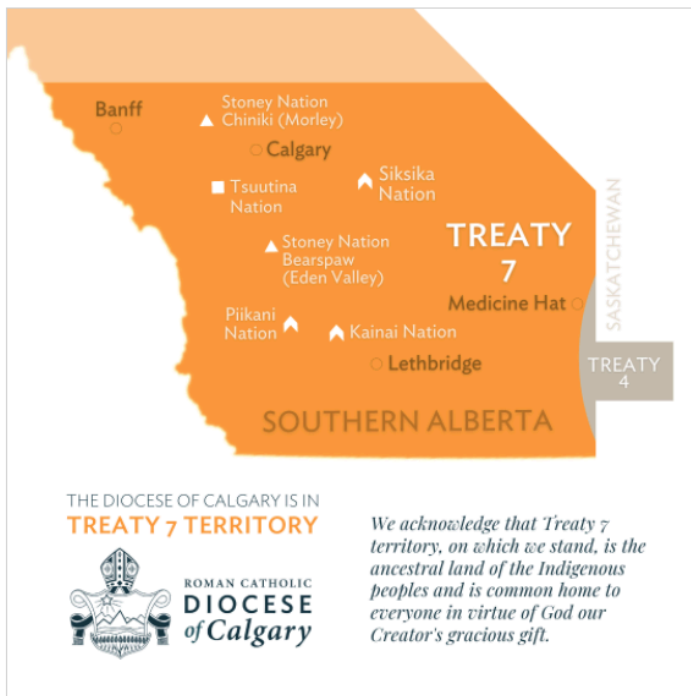 Banff
Stoney Nation
Chiniki (Morley)
Calgary
Tsuutina
Nation
Siksika
Nation
Stoney Nation
Bearspaw
(Eden Valley)
TREATY
7
SASKATCHEWAN
Medicine Hat
Piikani
Nation
Kainai Nation
Lethbridge
TREATY
4
SOUTHERN ALBERTA
THE DIOCESE OF CALGARY IS IN
TREATY 7 TERRITORY
ROMAN CATHOLIC
DIOCESE
of Calgary
We acknowledge that Treaty 7
territory, on which we stand, is the
ancestral land of the Indigenous
peoples and is common home to
everyone in virtue of God our
Creator's gracious gift.